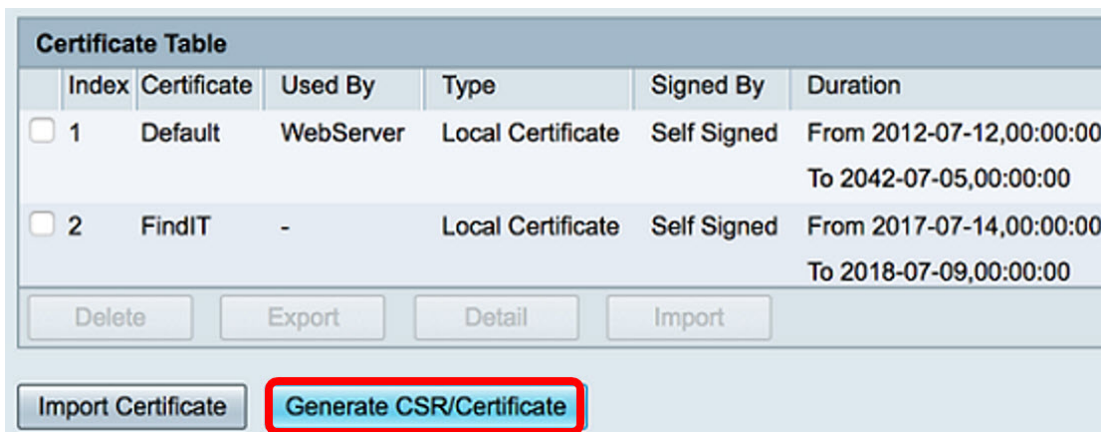 Certificate Table
Index Certificate Used By Type Signed By Duration
1 Default WebServer Local Certificate Self Signed From 2012-07-12,00:00:00
To 2042-07-05,00:00:00
2 FindIT - Local Certificate Self Signed From 2017-07-14,00:00:00
To 2018-07-09,00:00:00
Delete Export Detail Import
Import Certificate Generate CSR/Certificate